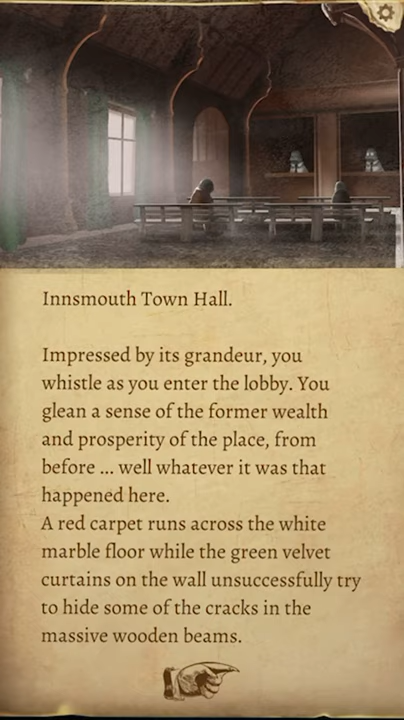 Innsmouth Town Hall.
Impressed by its grandeur, you
whistle as you enter the lobby. You
glean a sense of the former wealth
and prosperity of the place, from
before ... well whatever it was that
happened here.
A red carpet runs across the white
marble floor while the green velvet
curtains on the wall unsuccessfully try
to hide some of the cracks in the
massive wooden beams.